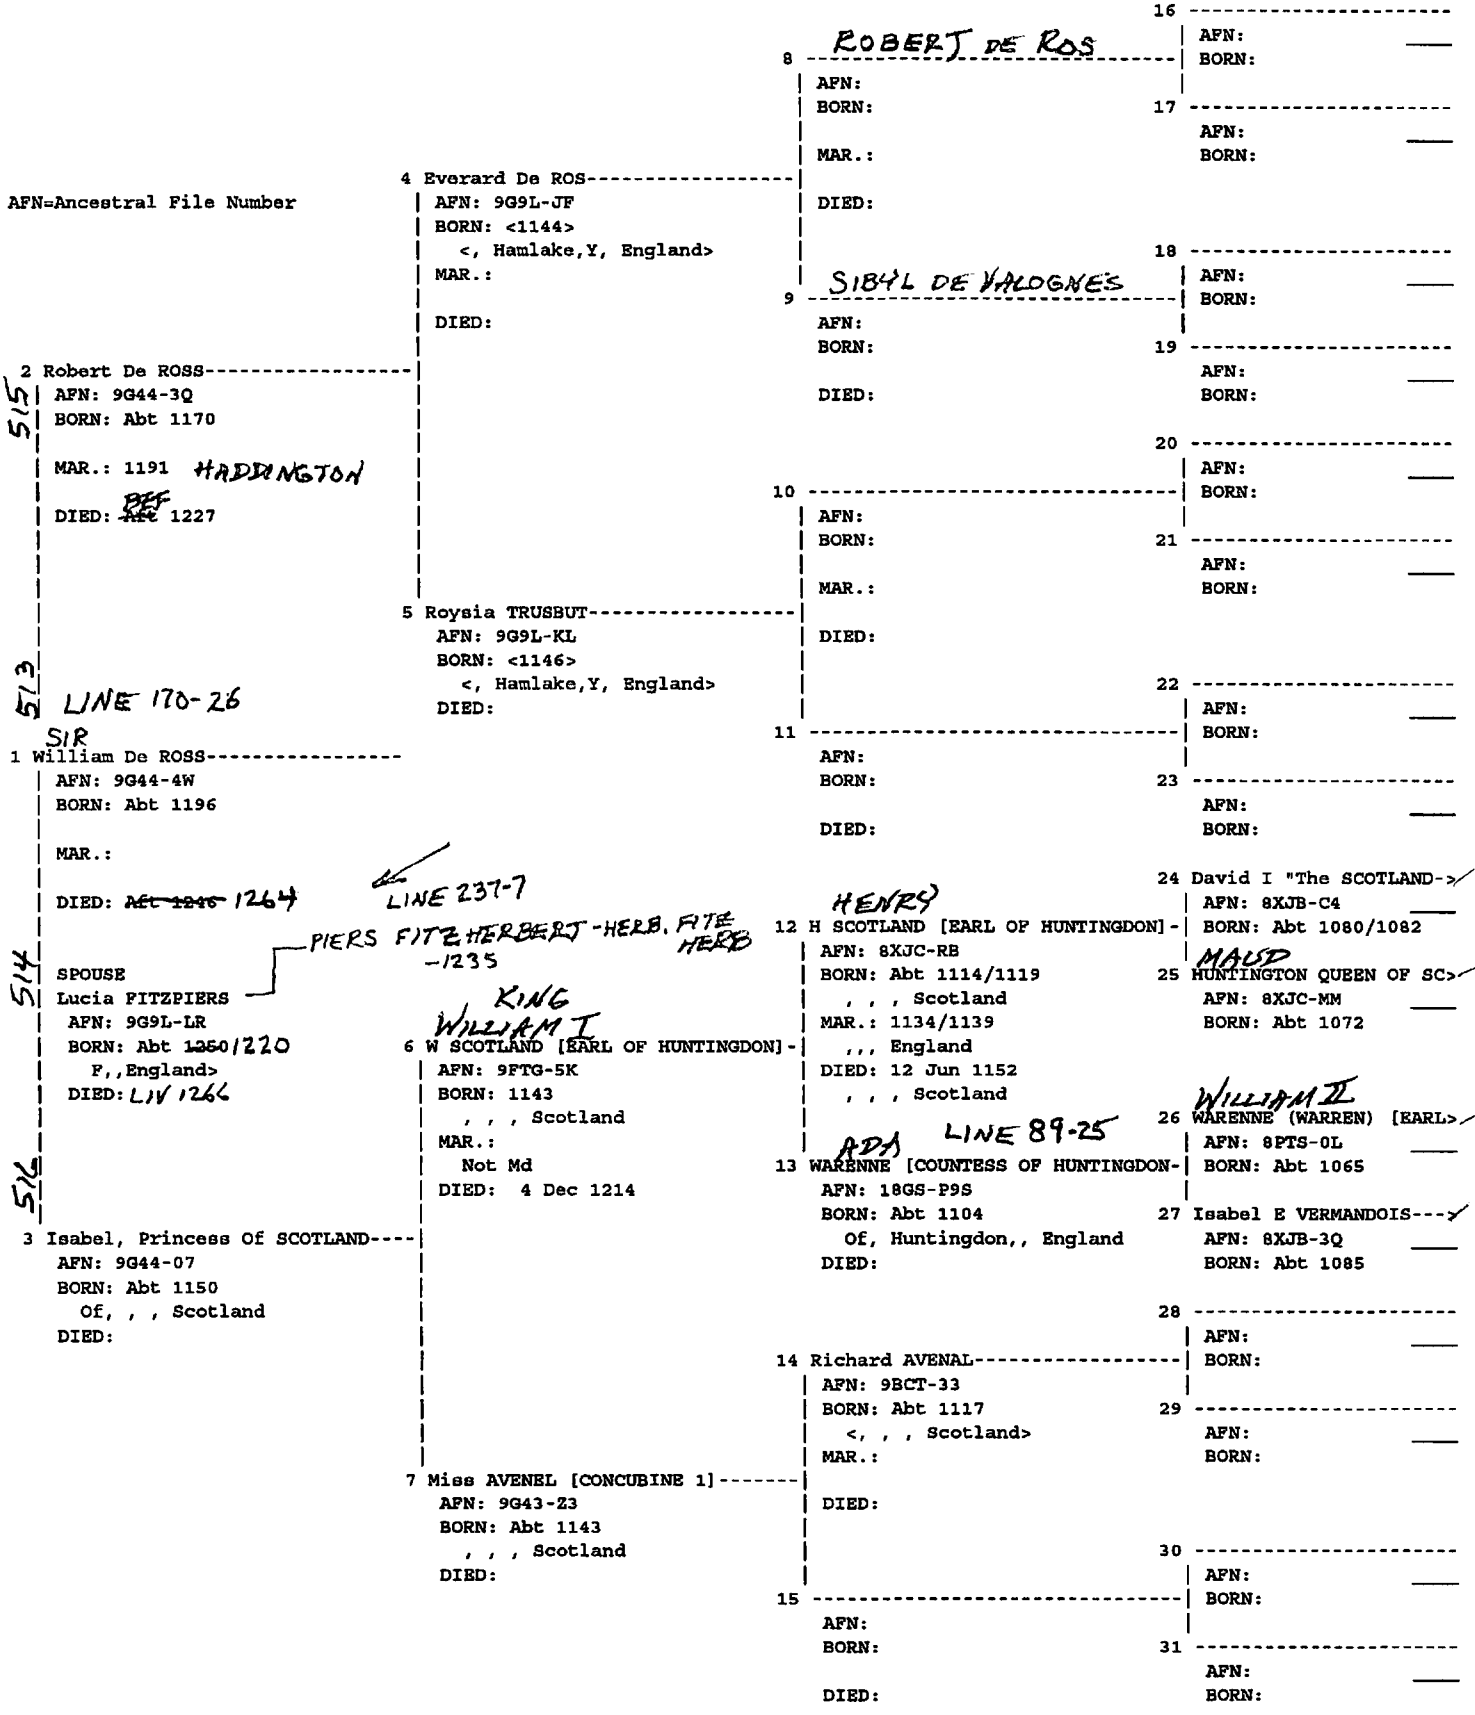 AFN=Ancestral File Number
515
2 Robert De ROSS-----------------
AFN: 9G44-3Q
BORN: Abt 1170
MAR.: 1191 HADDINGTON
DIED: Aft BEF 1227
513
LINE 170-26
SIR
1 William De ROSS----------------
AFN: 9G44-4W
BORN: Abt 1196
MAR.:
DIED: Aft 1246 1264
514
SPOUSE
Lucia FITZPIERS
AFN: 9G9L-LR
BORN: Abt 1250/1220
F,,England>
DIED: LIV 1266
LINE 237-7
PIERS FITZHERBERT-HERB. FITZ
HERB
-1235
516
3 Isabel, Princess Of SCOTLAND----
AFN: 9G44-07
BORN: Abt 1150
Of, , , Scotland
DIED:
4 Everard De ROS-----------------
AFN: 9G9L-JF
BORN: <1144>
<, Hamlake,Y, England>
MAR.:
DIED:
5 Roysia TRUSBUT-----------------
AFN: 9G9L-KL
BORN: <1146>
<, Hamlake,Y, England>
DIED:
KING
WILLIAM I
6 W SCOTLAND [EARL OF HUNTINGDON]-
AFN: 9FTG-5K
BORN: 1143
, , , Scotland
MAR.:
Not Md
DIED: 4 Dec 1214
7 Miss AVENEL [CONCUBINE 1]-------
AFN: 9G43-Z3
BORN: Abt 1143
, , , Scotland
DIED:
ROBERT DE ROS
8 -------------------------------
AFN:
BORN:
MAR.:
DIED:
SIBYL DE VALOGNES
9 -------------------------------
AFN:
BORN:
DIED:
10 -------------------------------
AFN:
BORN:
MAR.:
DIED:
11 -------------------------------
AFN:
BORN:
DIED:
HENRY
12 H SCOTLAND [EARL OF HUNTINGDON]-
AFN: 8XJC-RB
BORN: Abt 1114/1119
, , , Scotland
MAR.: 1134/1139
,,, England
DIED: 12 Jun 1152
, , , Scotland
ADA LINE 89-25
13 WARENNE [COUNTESS OF HUNTINGDON-
AFN: 18GS-P9S
BORN: Abt 1104
Of, Huntingdon,, England
DIED:
14 Richard AVENAL------------------
AFN: 9BCT-33
BORN: Abt 1117
<, , , Scotland>
MAR.:
DIED:
15 -------------------------------
AFN:
BORN:
DIED:
16 ----------------------
AFN:
BORN:
17 ----------------------
AFN:
BORN:
18 ----------------------
AFN:
BORN:
19 ----------------------
AFN:
BORN:
20 ----------------------
AFN:
BORN:
21 ----------------------
AFN:
BORN:
22 ----------------------
AFN:
BORN:
23 ----------------------
AFN:
BORN:
24 David I "The SCOTLAND->
AFN: 8XJB-C4
BORN: Abt 1080/1082
MAUD
25 HUNTINGTON QUEEN OF SC>
AFN: 8XJC-MM
BORN: Abt 1072
WILLIAM II
26 WARENNE (WARREN) [EARL>
AFN: 8PTS-0L
BORN: Abt 1065
27 Isabel E VERMANDOIS--->
AFN: 8XJB-3Q
BORN: Abt 1085
28 ----------------------
AFN:
BORN:
29 ----------------------
AFN:
BORN:
30 ----------------------
AFN:
BORN:
31 ----------------------
AFN:
BORN: